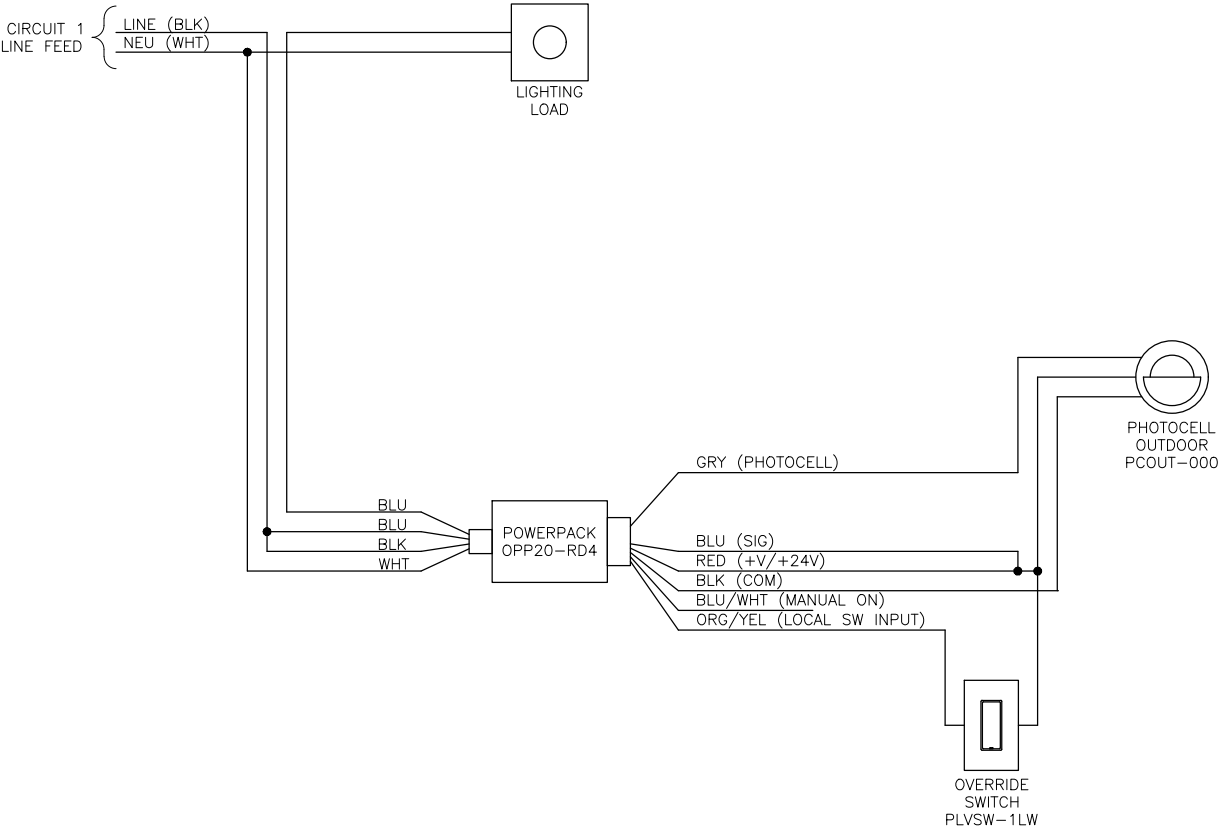 CIRCUIT 1
LINE FEED
LINE (BLK)
NEU (WHT)
LIGHTING
LOAD
PHOTOCELL
OUTDOOR
PCOUT-000
GRY (PHOTOCELL)
BLU
BLU
BLK
WHT
POWERPACK
OPP20-RD4
BLU (SIG)
RED (+V/+24V)
BLK (COM)
BLU/WHT (MANUAL ON)
ORG/YEL (LOCAL SW INPUT)
OVERRIDE
SWITCH
PLVSW-1LW